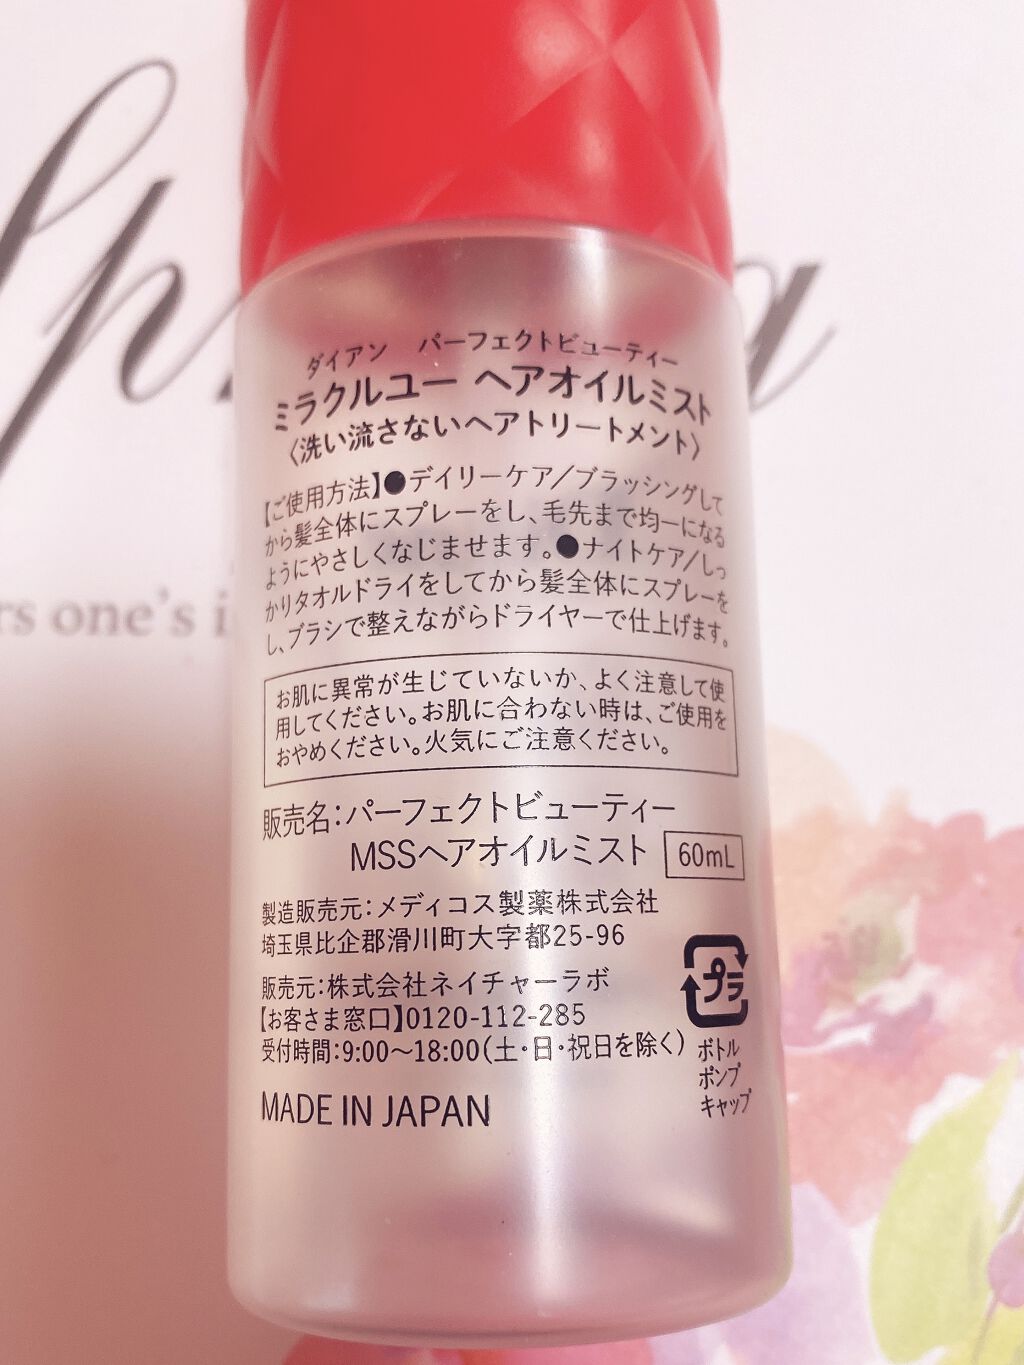 ダイアン パーフェクトビューティー
ミラクルユー ヘアオイルミスト
〈洗い流さないヘアトリートメント〉
【ご使用方法】●デイリーケア/ブラッシングして
から髪全体にスプレーをし、毛先まで均一になる
ようにやさしくなじませます。●ナイトケア/しっ
かりタオルドライをしてから髪全体にスプレーを
し、ブラシで整えながらドライヤーで仕上げます。
お肌に異常が生じていないか、よく注意して使
用してください。お肌に合わない時は、ご使用を
おやめください。火気にご注意ください。
販売名:パーフェクトビューティー
MSSヘアオイルミスト 60mL
製造販売元:メディコス製薬株式会社
埼玉県比企郡滑川町大字都25-96
販売元:株式会社ネイチャーラボ
【お客さま窓口】0120-112-285
受付時間:9:00〜18:00(土・日・祝日を除く)
MADE IN JAPAN
プラ
ボトル
ポンプ
キャップ
one's